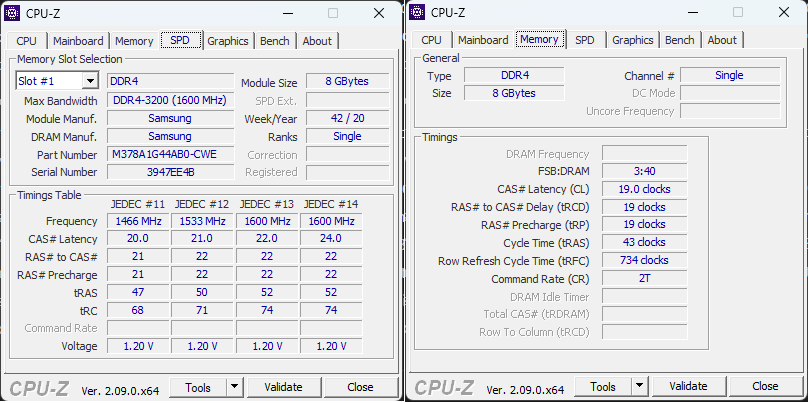 CPU-Z
CPU Mainboard Memory SPD Graphics Bench About
Memory Slot Selection
Slot #1 DDR4 Module Size 8 GBytes
Max Bandwidth DDR4-3200 (1600 MHz) SPD Ext.
Module Manuf. Samsung Week/Year 42 / 20
DRAM Manuf. Samsung Ranks Single
Part Number M378A1G44AB0-CWE Correction
Serial Number 3947EE4B Registered
Timings Table
JEDEC #11 JEDEC #12 JEDEC #13 JEDEC #14
Frequency 1466 MHz 1533 MHz 1600 MHz 1600 MHz
CAS# Latency 20.0 21.0 22.0 24.0
RAS# to CAS# 21 22 22 22
RAS# Precharge 21 22 22 22
tRAS 47 50 52 52
tRC 68 71 74 74
Command Rate
Voltage 1.20 V 1.20 V 1.20 V 1.20 V
CPU-Z Ver. 2.09.0.x64 Tools Validate Close
CPU-Z
CPU Mainboard Memory SPD Graphics Bench About
General
Type DDR4 Channel # Single
Size 8 GBytes DC Mode
Uncore Frequency
Timings
DRAM Frequency
FSB:DRAM 3:40
CAS# Latency (CL) 19.0 clocks
RAS# to CAS# Delay (tRCD) 19 clocks
RAS# Precharge (tRP) 19 clocks
Cycle Time (tRAS) 43 clocks
Row Refresh Cycle Time (tRFC) 734 clocks
Command Rate (CR) 2T
DRAM Idle Timer
Total CAS# (tRDRAM)
Row To Column (tRCD)
CPU-Z Ver. 2.09.0.x64 Tools Validate Close